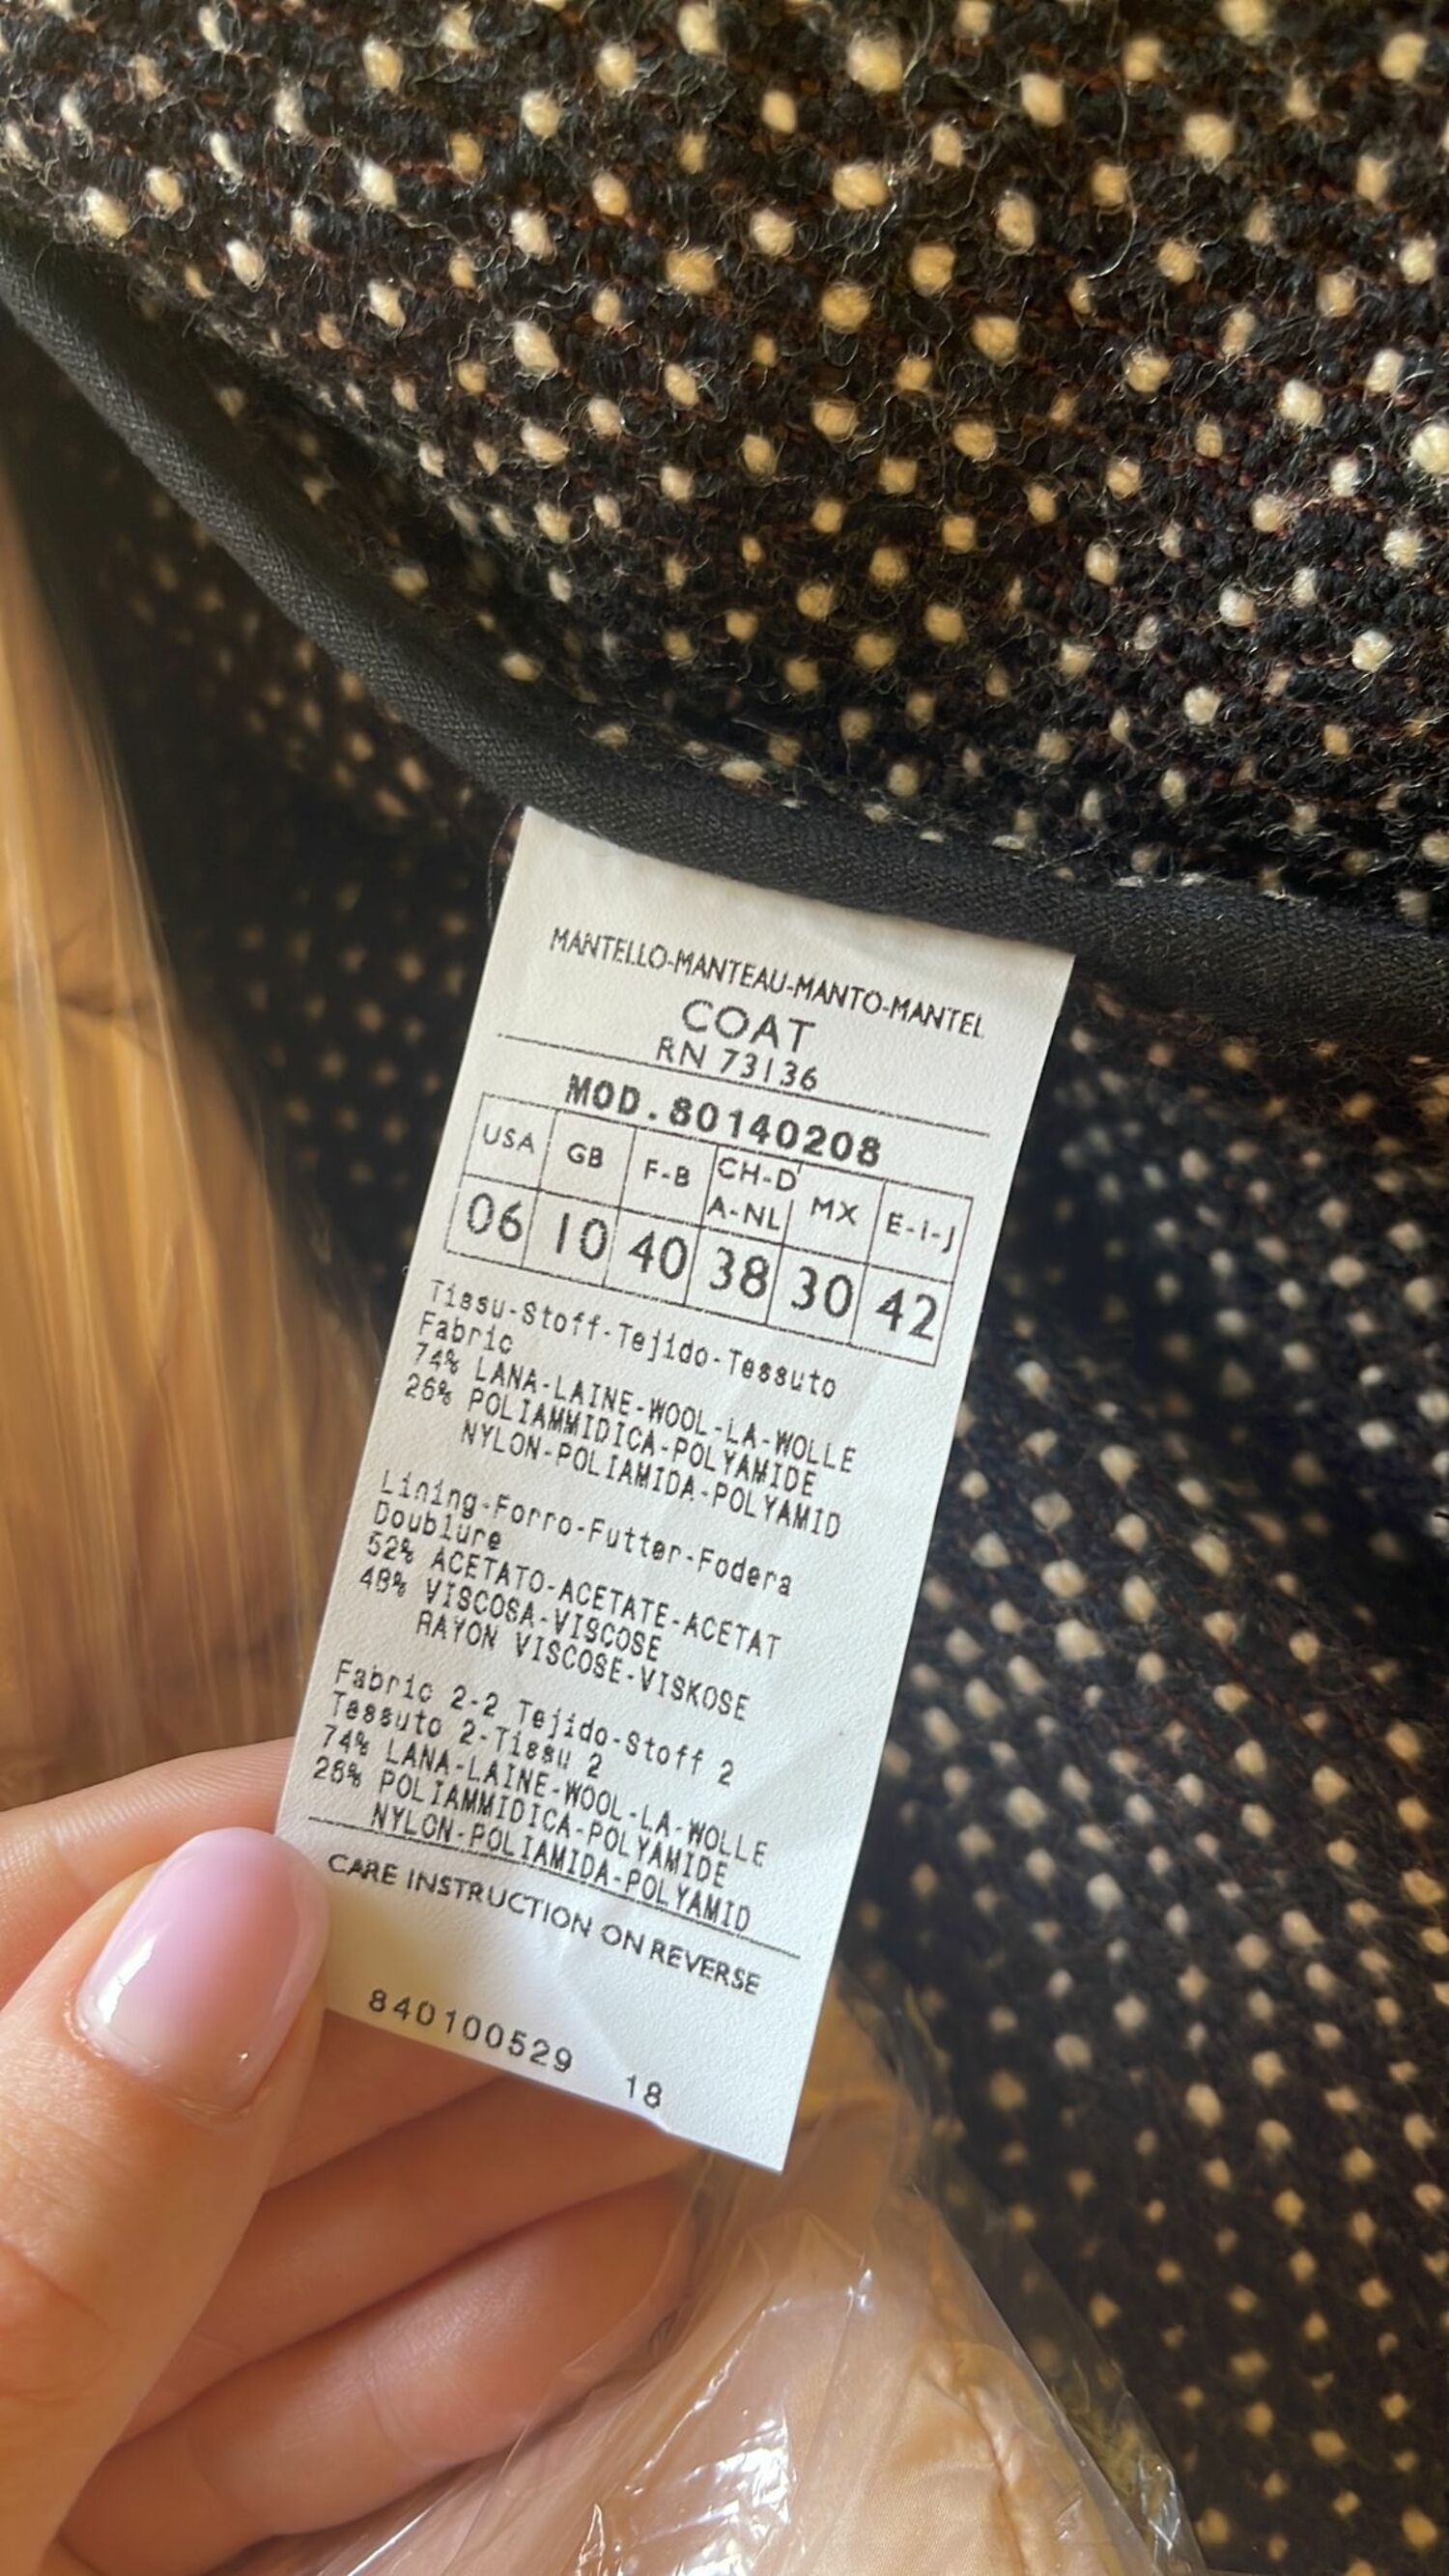 MANTELLO-MANTEAU-MANTO-MANTEL
COAT
RN 73136
MOD. 80140208
USA GB F-B CH-D A-NL MX E-I-J
06 10 40 38 30 42
Tissu-Stoff-Tejido-Tessuto
Fabric
74% LANA-LAINE-WOOL-LA-WOLLE
26% POLIAMMIDICA-POLYAMIDE
NYLON-POLIAMIDA-POLYAMID
Lining-Forro-Futter-Fodera
Doublure
52% ACETATO-ACETATE-ACETAT
48% VISCOSA-VISCOSE
RAYON VISCOSE-VISKOSE
Fabric 2-2 Tejido-Stoff 2
Tessuto 2-Tissu 2
74% LANA-LAINE-WOOL-LA-WOLLE
26% POLIAMMIDICA-POLYAMIDE
NYLON-POLIAMIDA-POLYAMID
CARE INSTRUCTION ON REVERSE
840100529 18